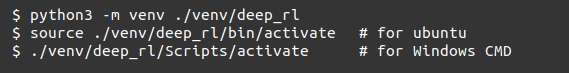 $ python3 -m venv ./venv/deep_rl
$ source ./venv/deep_rl/bin/activate   # for ubuntu
$ ./venv/deep_rl/Scripts/activate      # for Windows CMD